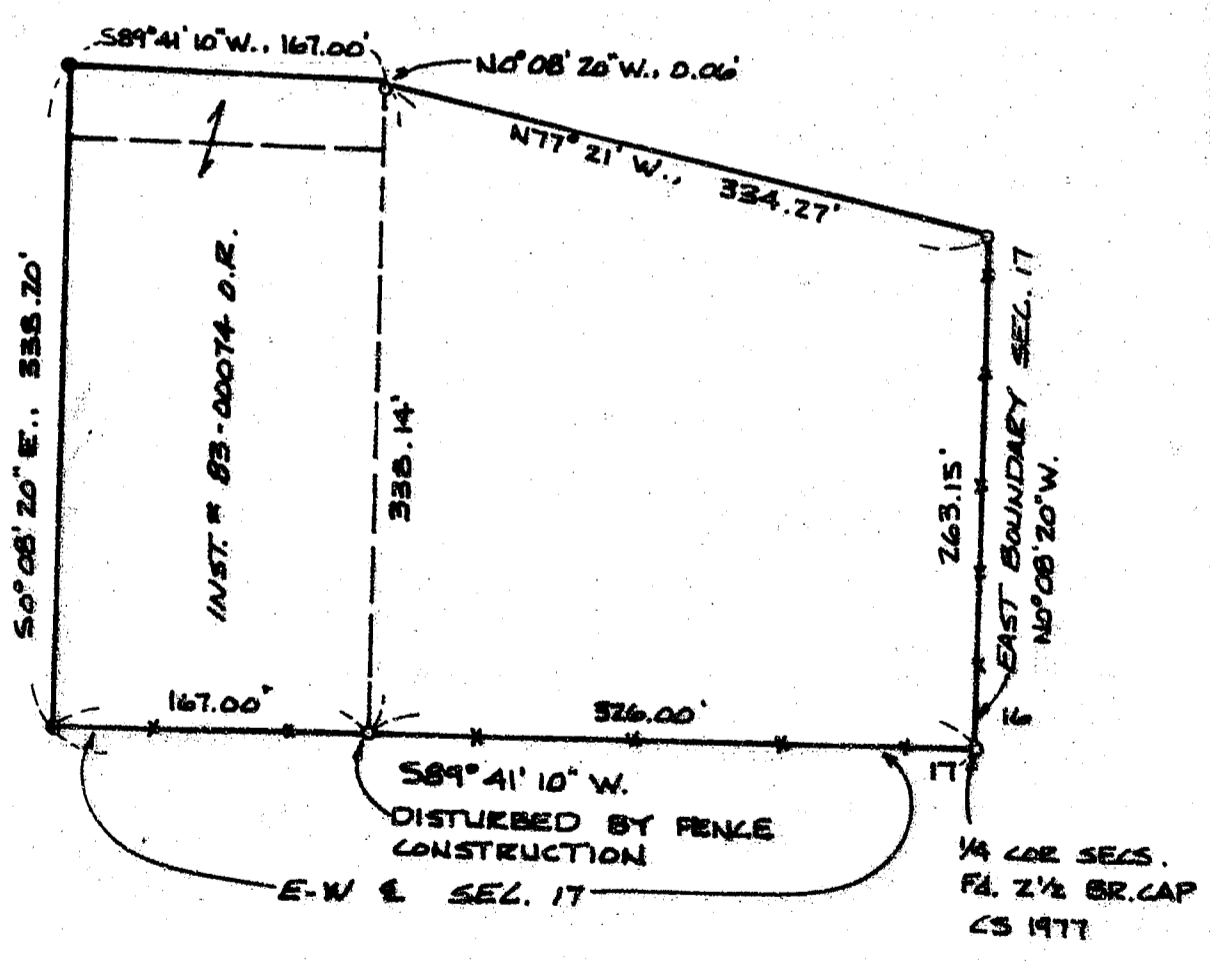 S89°41'10"W., 167.00'
N0°08'20"W., 0.06'
N77°21'W., 334.27'
S0°08'20"E., 338.20'
INST. # 83-00074 O.R.
338.14'
263.15'
EAST BOUNDARY SEC. 17
N0°08'20"W.
167.00'
326.00'
16
17
S89°41'10"W.
DISTURBED BY FENCE
CONSTRUCTION
E-W ℄ SEC. 17
1/4 COR SECS.
Fd. 2 1/2 BR. CAP
LS 1977